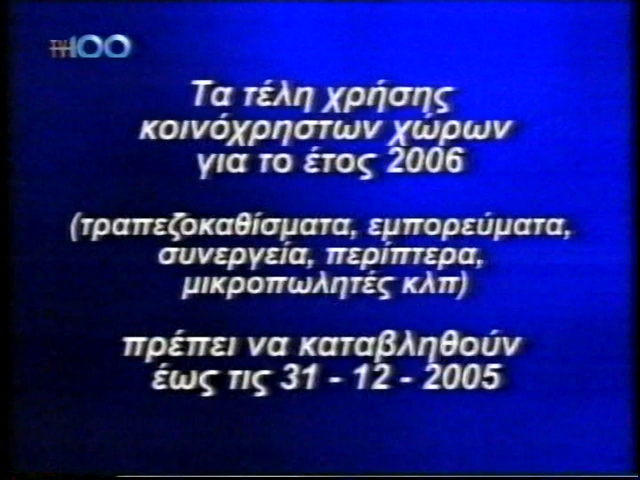 TV100
Τα τέλη χρήσης
κοινόχρηστων χώρων
για το έτος 2006
(τραπεζοκαθίσματα, εμπορεύματα,
συνεργεία, περίπτερα,
μικροπωλητές κλπ)
πρέπει να καταβληθούν
έως τις 31 - 12 - 2005